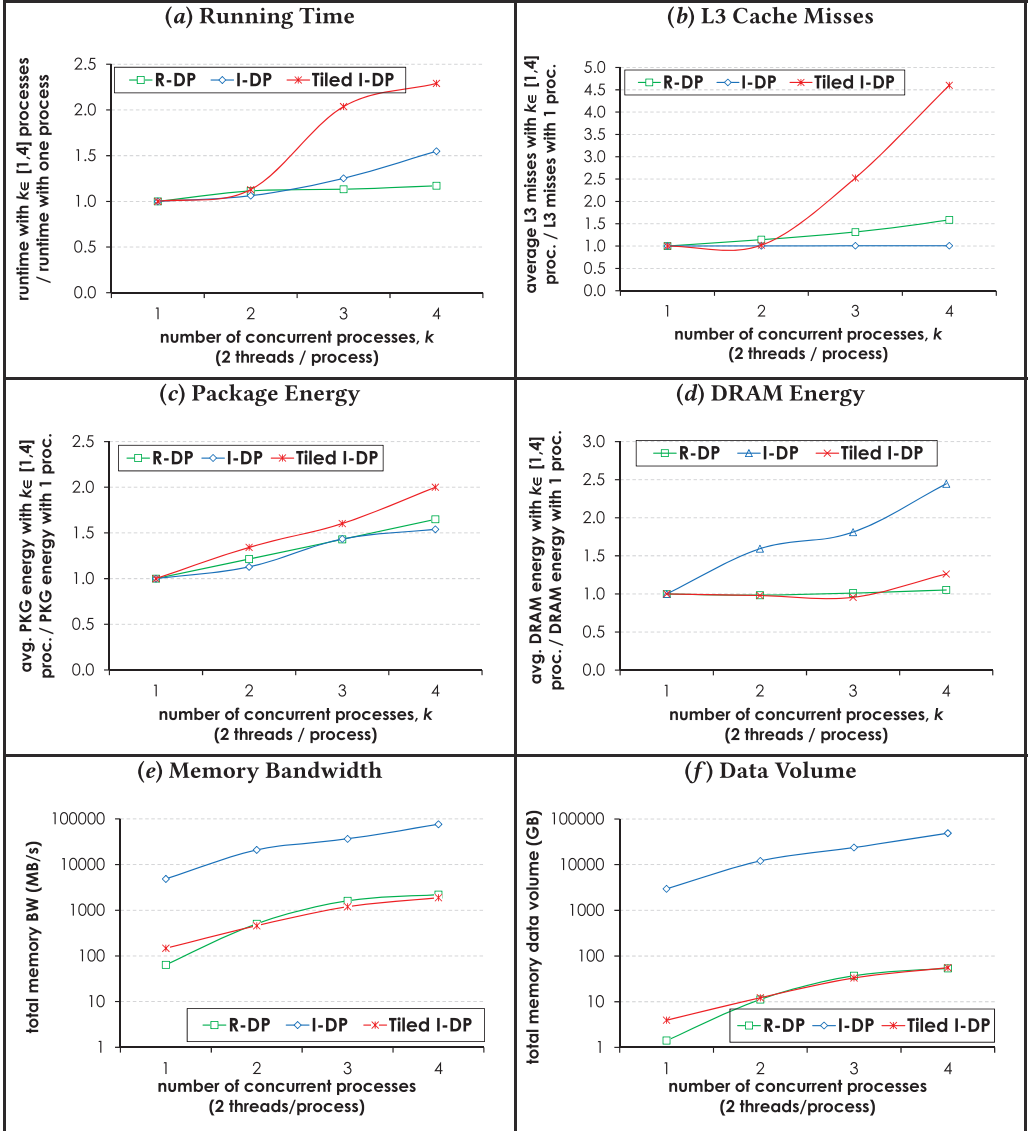 (a) Running Time
runtime with k∈ [1,4] processes
/ runtime with one process
2.5
2.0
1.5
1.0
0.5
0.0
R-DP I-DP Tiled I-DP
1 2 3 4
number of concurrent processes, k
(2 threads / process)
(b) L3 Cache Misses
average L3 misses with k∈ [1,4]
proc. / L3 misses with 1 proc.
5.0
4.5
4.0
3.5
3.0
2.5
2.0
1.5
1.0
0.5
0.0
R-DP I-DP Tiled I-DP
1 2 3 4
number of concurrent processes, k
(2 threads / process)
(c) Package Energy
avg. PKG energy with k∈ [1,4]
proc. / PKG energy with 1 proc.
2.5
2.0
1.5
1.0
0.5
0.0
R-DP I-DP Tiled I-DP
1 2 3 4
number of concurrent processes, k
(2 threads / process)
(d) DRAM Energy
avg. DRAM energy with k∈ [1,4]
proc. / DRAM energy with 1 proc.
3.0
2.5
2.0
1.5
1.0
0.5
0.0
R-DP I-DP Tiled I-DP
1 2 3 4
number of concurrent processes, k
(2 threads / process)
(e) Memory Bandwidth
total memory BW (MB/s)
100000
10000
1000
100
10
1
R-DP I-DP Tiled I-DP
1 2 3 4
number of concurrent processes
(2 threads/process)
(f) Data Volume
total memory data volume (GB)
100000
10000
1000
100
10
1
R-DP I-DP Tiled I-DP
1 2 3 4
number of concurrent processes
(2 threads/process)